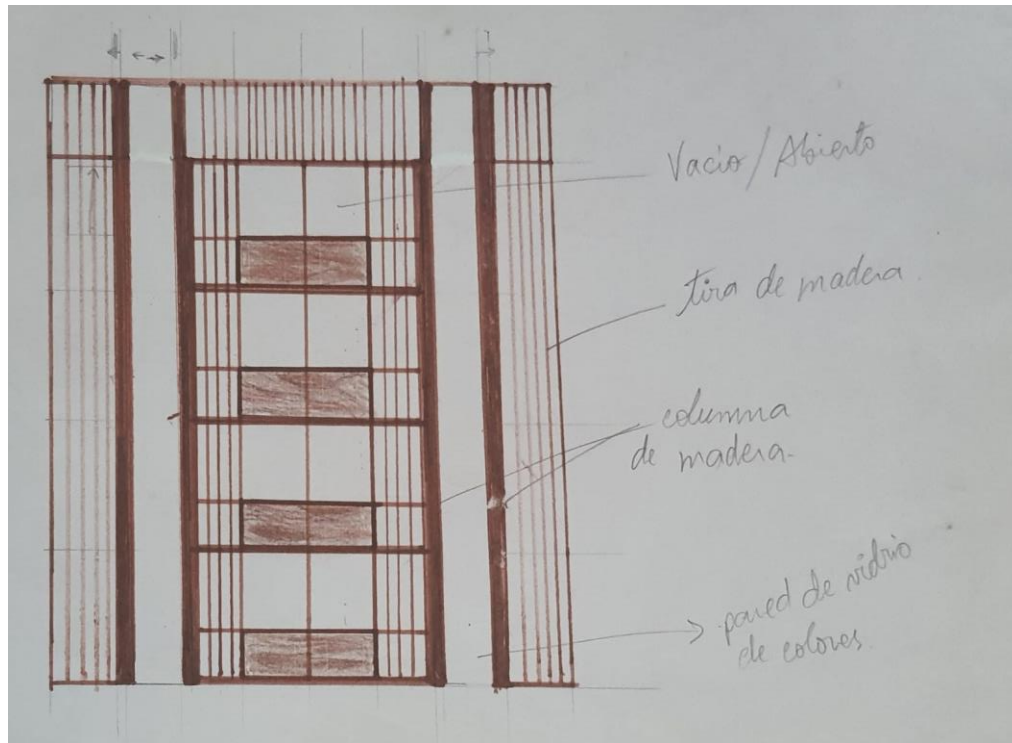 Vacio/Abierto
tira de madera.
columna
de madera.
pared de vidrio
de colores.